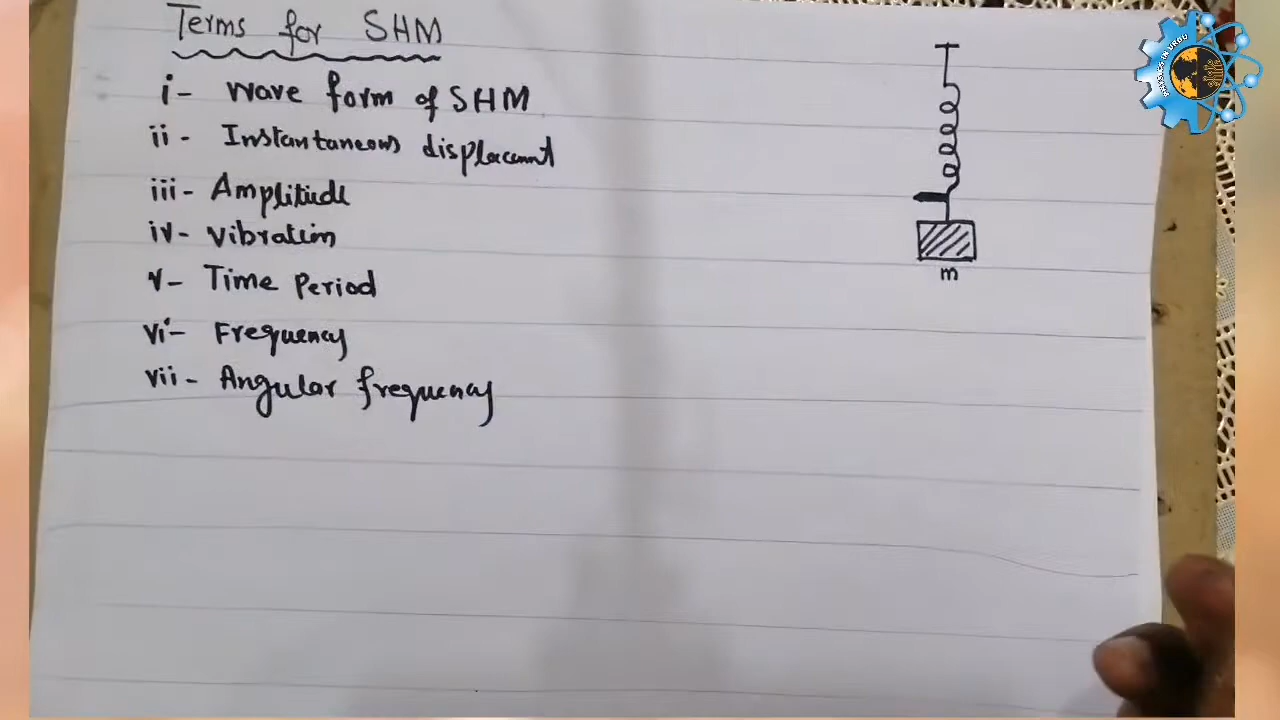 Terms for SHM
i- Wave form of SHM
ii- Instantaneous displacemnt
iii- Amplitude
iv- Vibration
v- Time Period
vi- Frequency
vii- Angular frequency
m